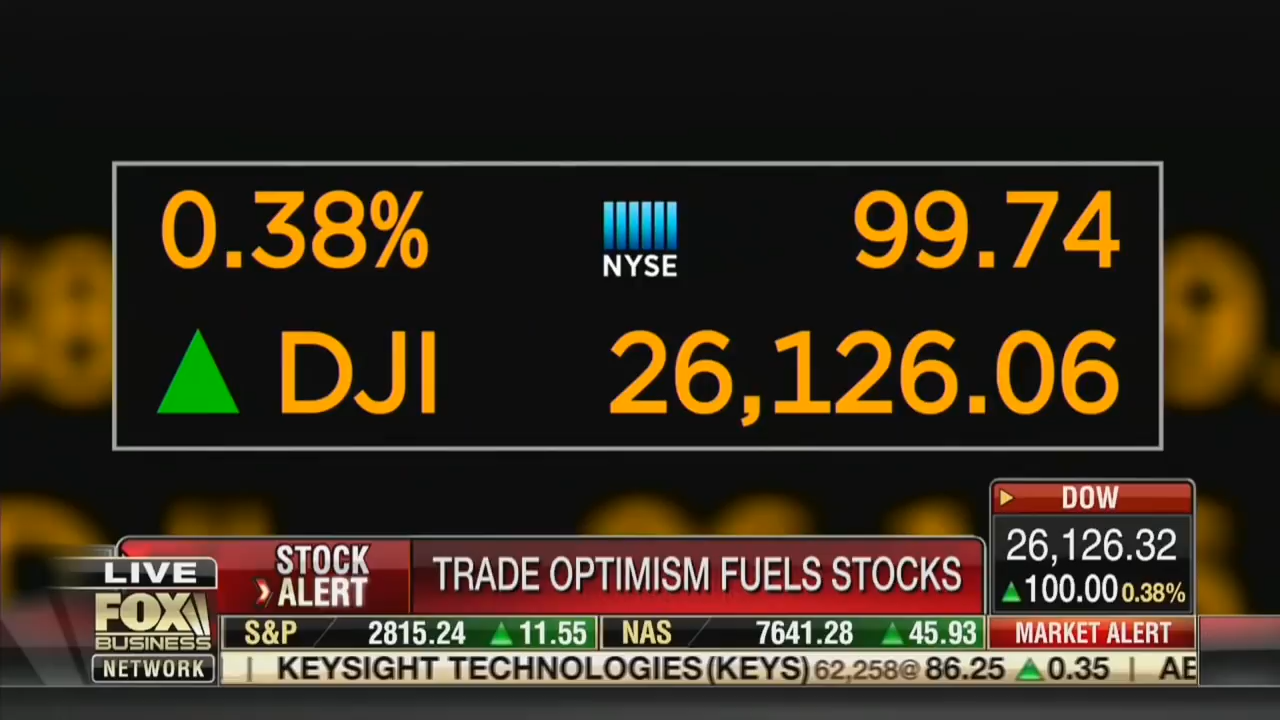 0.38%
NYSE
99.74
DJI
26,126.06
DOW
26,126.32
100.00 0.38%
LIVE
FOX
BUSINESS
NETWORK
STOCK
ALERT
TRADE OPTIMISM FUELS STOCKS
S&P 2815.24 11.55 NAS 7641.28 45.93 MARKET ALERT
KEYSIGHT TECHNOLOGIES (KEYS) 62,258@ 86.25 0.35